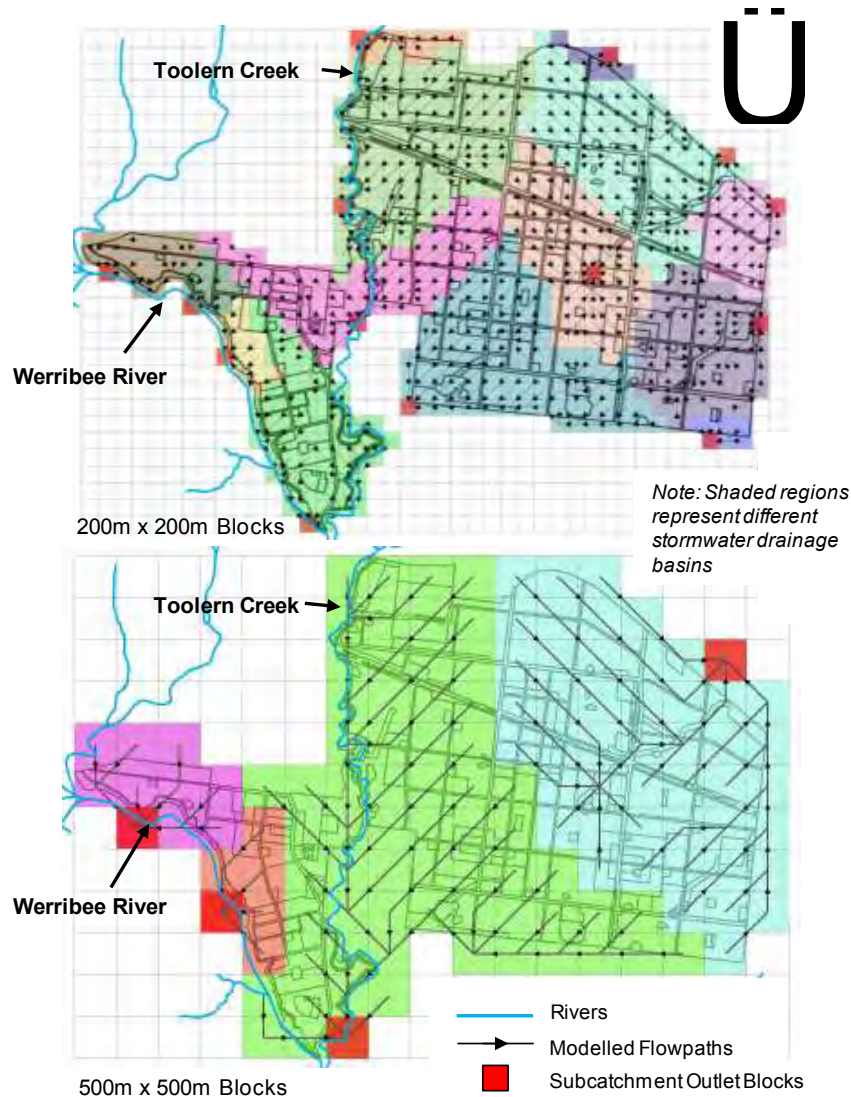 Ü
Toolern Creek
Werribee River
200m x 200m Blocks
Note: Shaded regions
represent different
stormwater drainage
basins
Toolern Creek
Werribee River
500m x 500m Blocks
Rivers
Modelled Flowpaths
Subcatchment Outlet Blocks